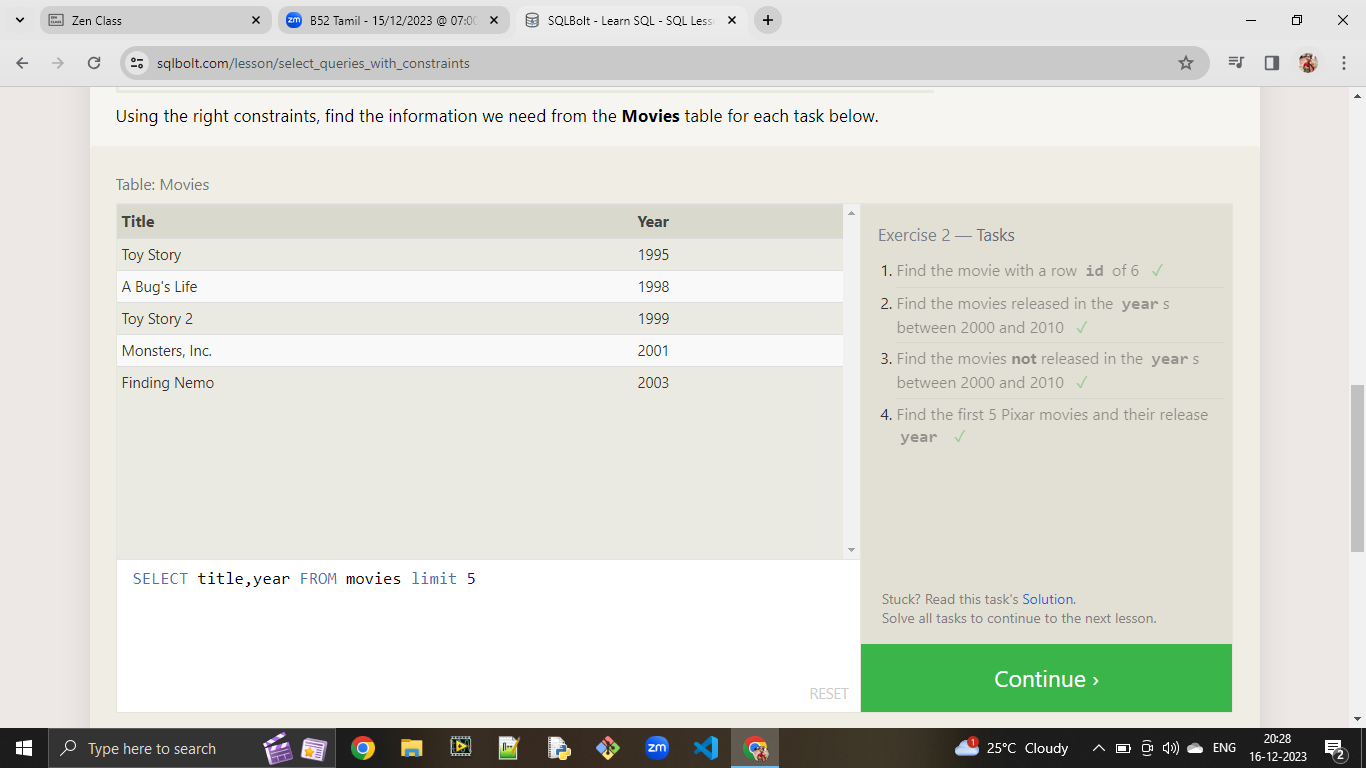 Zen Class
B52 Tamil - 15/12/2023 @ 07:00
SQLBolt - Learn SQL - SQL Less
sqlbolt.com/lesson/select_queries_with_constraints
Using the right constraints, find the information we need from the Movies table for each task below.
Table: Movies
Title Year
Toy Story 1995
A Bug's Life 1998
Toy Story 2 1999
Monsters, Inc. 2001
Finding Nemo 2003
SELECT title,year FROM movies limit 5
RESET
Exercise 2 — Tasks
1. Find the movie with a row id of 6 ✓
2. Find the movies released in the year s
between 2000 and 2010 ✓
3. Find the movies not released in the year s
between 2000 and 2010 ✓
4. Find the first 5 Pixar movies and their release
year ✓
Stuck? Read this task's Solution.
Solve all tasks to continue to the next lesson.
Continue ›
Type here to search
zm
1
25°C Cloudy
ENG
20:28
16-12-2023
2